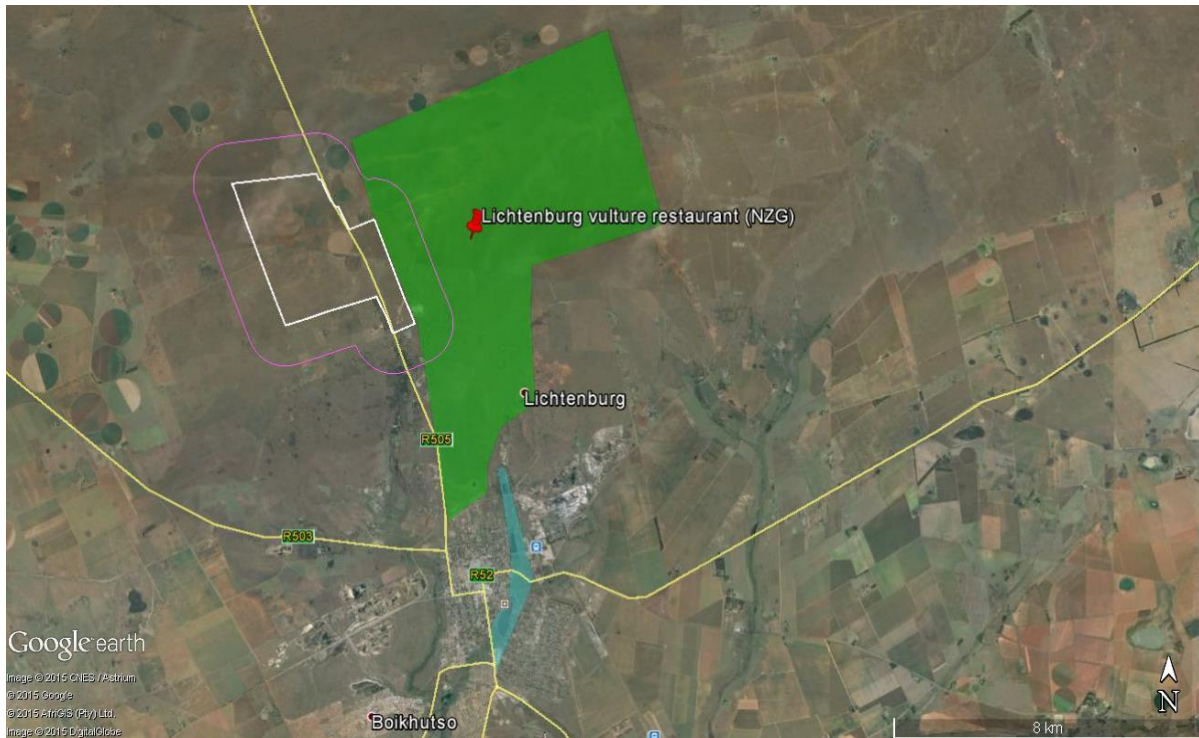 Lichtenburg vulture restaurant (NZG)
Lichtenburg
R505
R503
R52
Google earth
Image © 2015 CNES / Astrium
© 2015 Google
© 2015 AfriGIS (Pty) Ltd.
Image © 2015 DigitalGlobe
Boikhutso
N
8 km